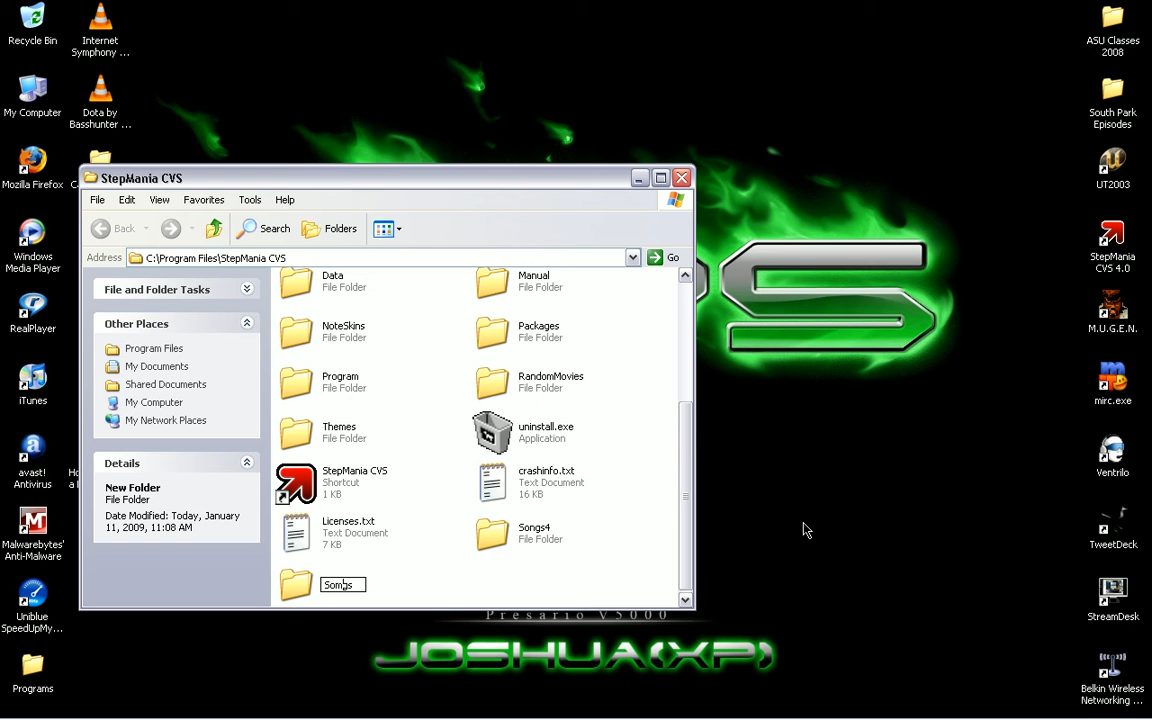 Recycle Bin
Internet
Symphony ...
My Computer
Dota by
Basshunter ...
Mozilla Firefox
Windows
Media Player
RealPlayer
iTunes
avast!
Antivirus
Malwarebytes'
Anti-Malware
Uniblue
SpeedUpMy...
Programs
StepMania CVS
File
Edit
View
Favorites
Tools
Help
Back
Search
Folders
Address
C:\Program Files\StepMania CVS
Go
File and Folder Tasks
Other Places
Program Files
My Documents
Shared Documents
My Computer
My Network Places
Details
New Folder
File Folder
Date Modified: Today, January
11, 2009, 11:08 AM
Data
File Folder
Manual
File Folder
NoteSkins
File Folder
Packages
File Folder
Program
File Folder
RandomMovies
File Folder
Themes
File Folder
uninstall.exe
Application
StepMania CVS
Shortcut
1 KB
crashinfo.txt
Text Document
16 KB
Licenses.txt
Text Document
7 KB
Songs4
File Folder
Songs
Presario V5000
JOSHUA(XP)
ASU Classes
2008
South Park
Episodes
UT2003
StepMania
CVS 4.0
M.U.G.E.N.
mirc.exe
Ventrilo
TweetDeck
StreamDesk
Belkin Wireless
Networking ...